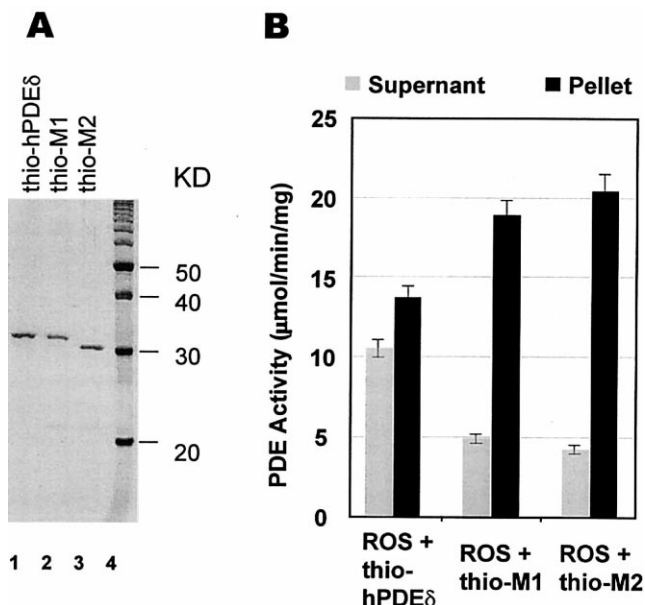 A
thio-hPDEδ
thio-M1
thio-M2
KD
50
40
30
20
1 2 3 4
B
Supernant Pellet
PDE Activity (µmol/min/mg)
25
20
15
10
5
0
ROS +
thio-
hPDEδ
ROS +
thio-M1
ROS +
thio-M2